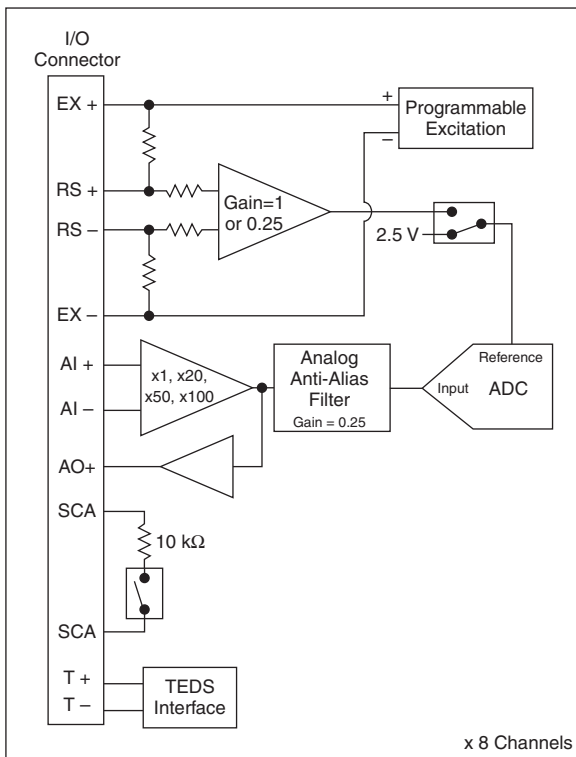 I/O
Connector
EX +
RS +
RS –
EX –
AI +
AI –
AO+
SCA
SCA
T +
T –
+
–
Programmable
Excitation
Gain=1
or 0.25
2.5 V
x1, x20,
x50, x100
Analog
Anti-Alias
Filter
Gain = 0.25
Reference
Input
ADC
10 kΩ
TEDS
Interface
x 8 Channels